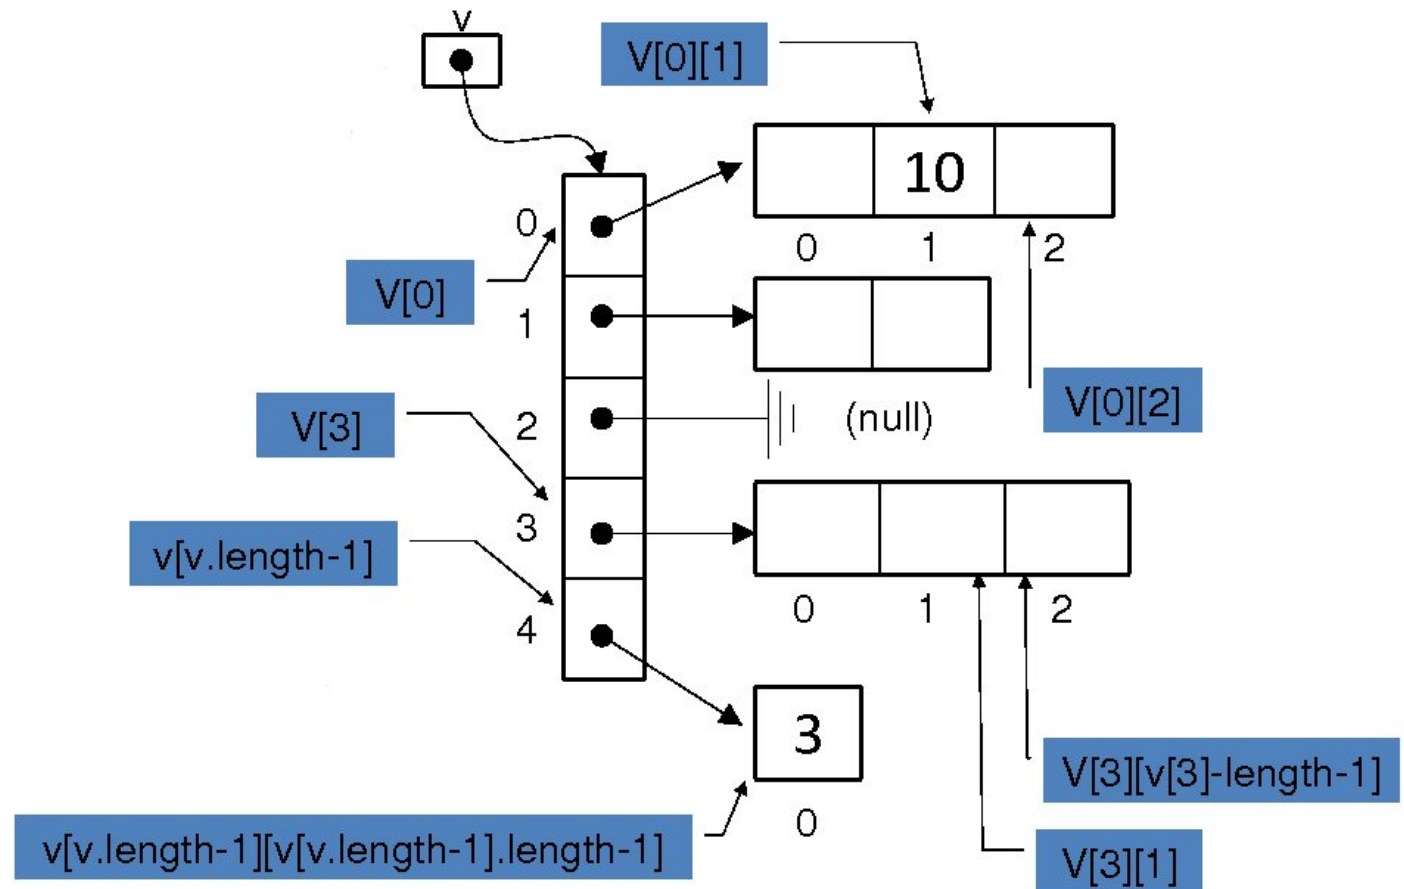 v
V[0][1]
10
0
0 1 2
V[0]
1
V[0][2]
V[3]
2
(null)
v[v.length-1]
3
0 1 2
4
3
V[3][v[3]-length-1]
0
v[v.length-1][v[v.length-1].length-1]
V[3][1]